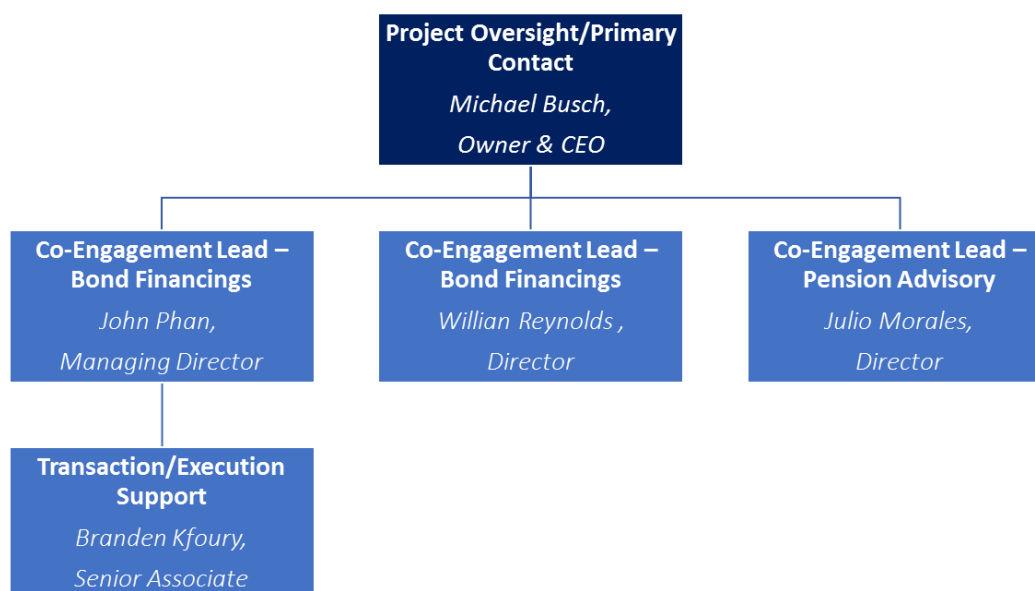 Project Oversight/Primary
Contact
Michael Busch,
Owner & CEO
Co-Engagement Lead –
Bond Financings
John Phan,
Managing Director
Co-Engagement Lead –
Bond Financings
Willian Reynolds ,
Director
Co-Engagement Lead –
Pension Advisory
Julio Morales,
Director
Transaction/Execution
Support
Branden Kfoury,
Senior Associate